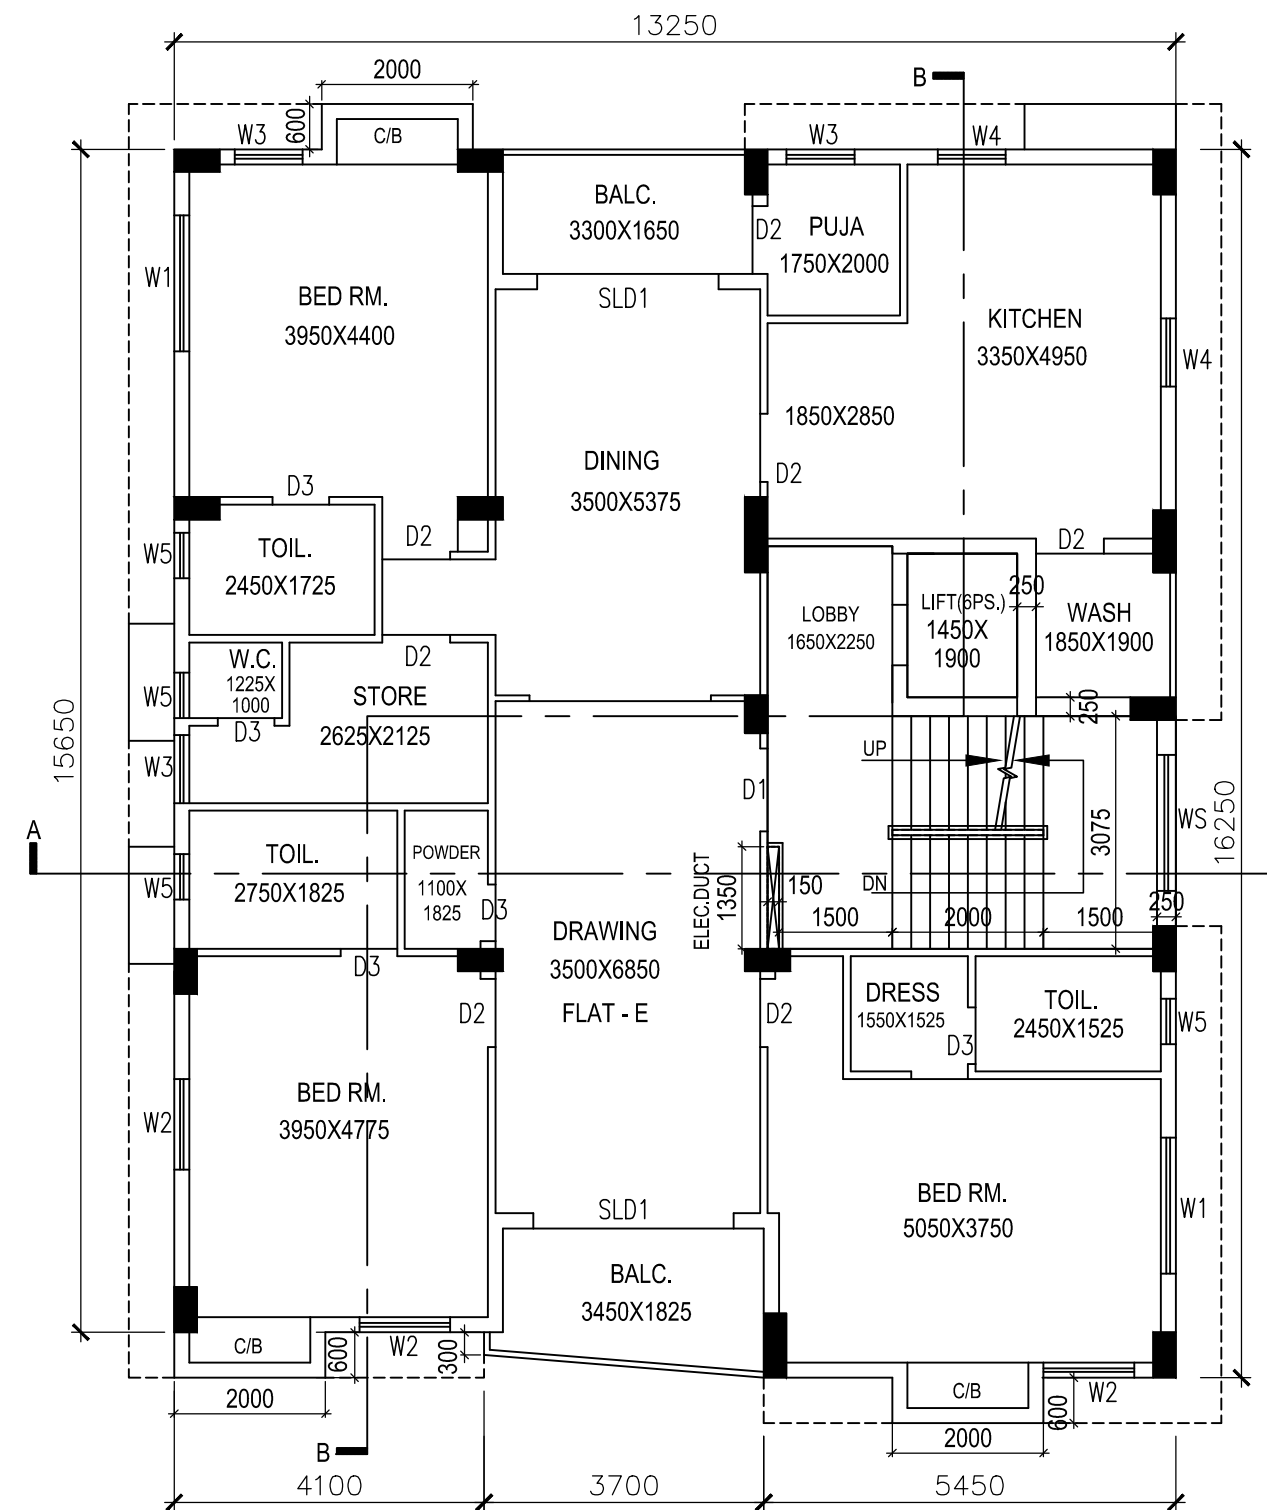 13250
2000
B
600
W3
C/B
W3
W4
BALC.
3300X1650
D2
PUJA
1750X2000
W1
BED RM.
3950X4400
SLD1
KITCHEN
3350X4950
W4
1850X2850
DINING
3500X5375
D2
D3
TOIL.
2450X1725
W5
D2
D2
LOBBY
1650X2250
LIFT(6PS.)
1450X
1900
250
WASH
1850X1900
W.C.
1225X
1000
W5
D3
D2
STORE
2625X2125
250
15650
W3
UP
D1
WS
16250
3075
A
TOIL.
2750X1825
W5
POWDER
1100X
1825
D3
ELEC.DUCT
1350
150
DN
1500
2000
1500
250
DRAWING
3500X6850
FLAT - E
D3
D2
D2
DRESS
1550X1525
D3
TOIL.
2450X1525
W5
BED RM.
3950X4775
W2
SLD1
BED RM.
5050X3750
W1
BALC.
3450X1825
C/B
600
W2
300
2000
C/B
W2
600
2000
B
4100
3700
5450